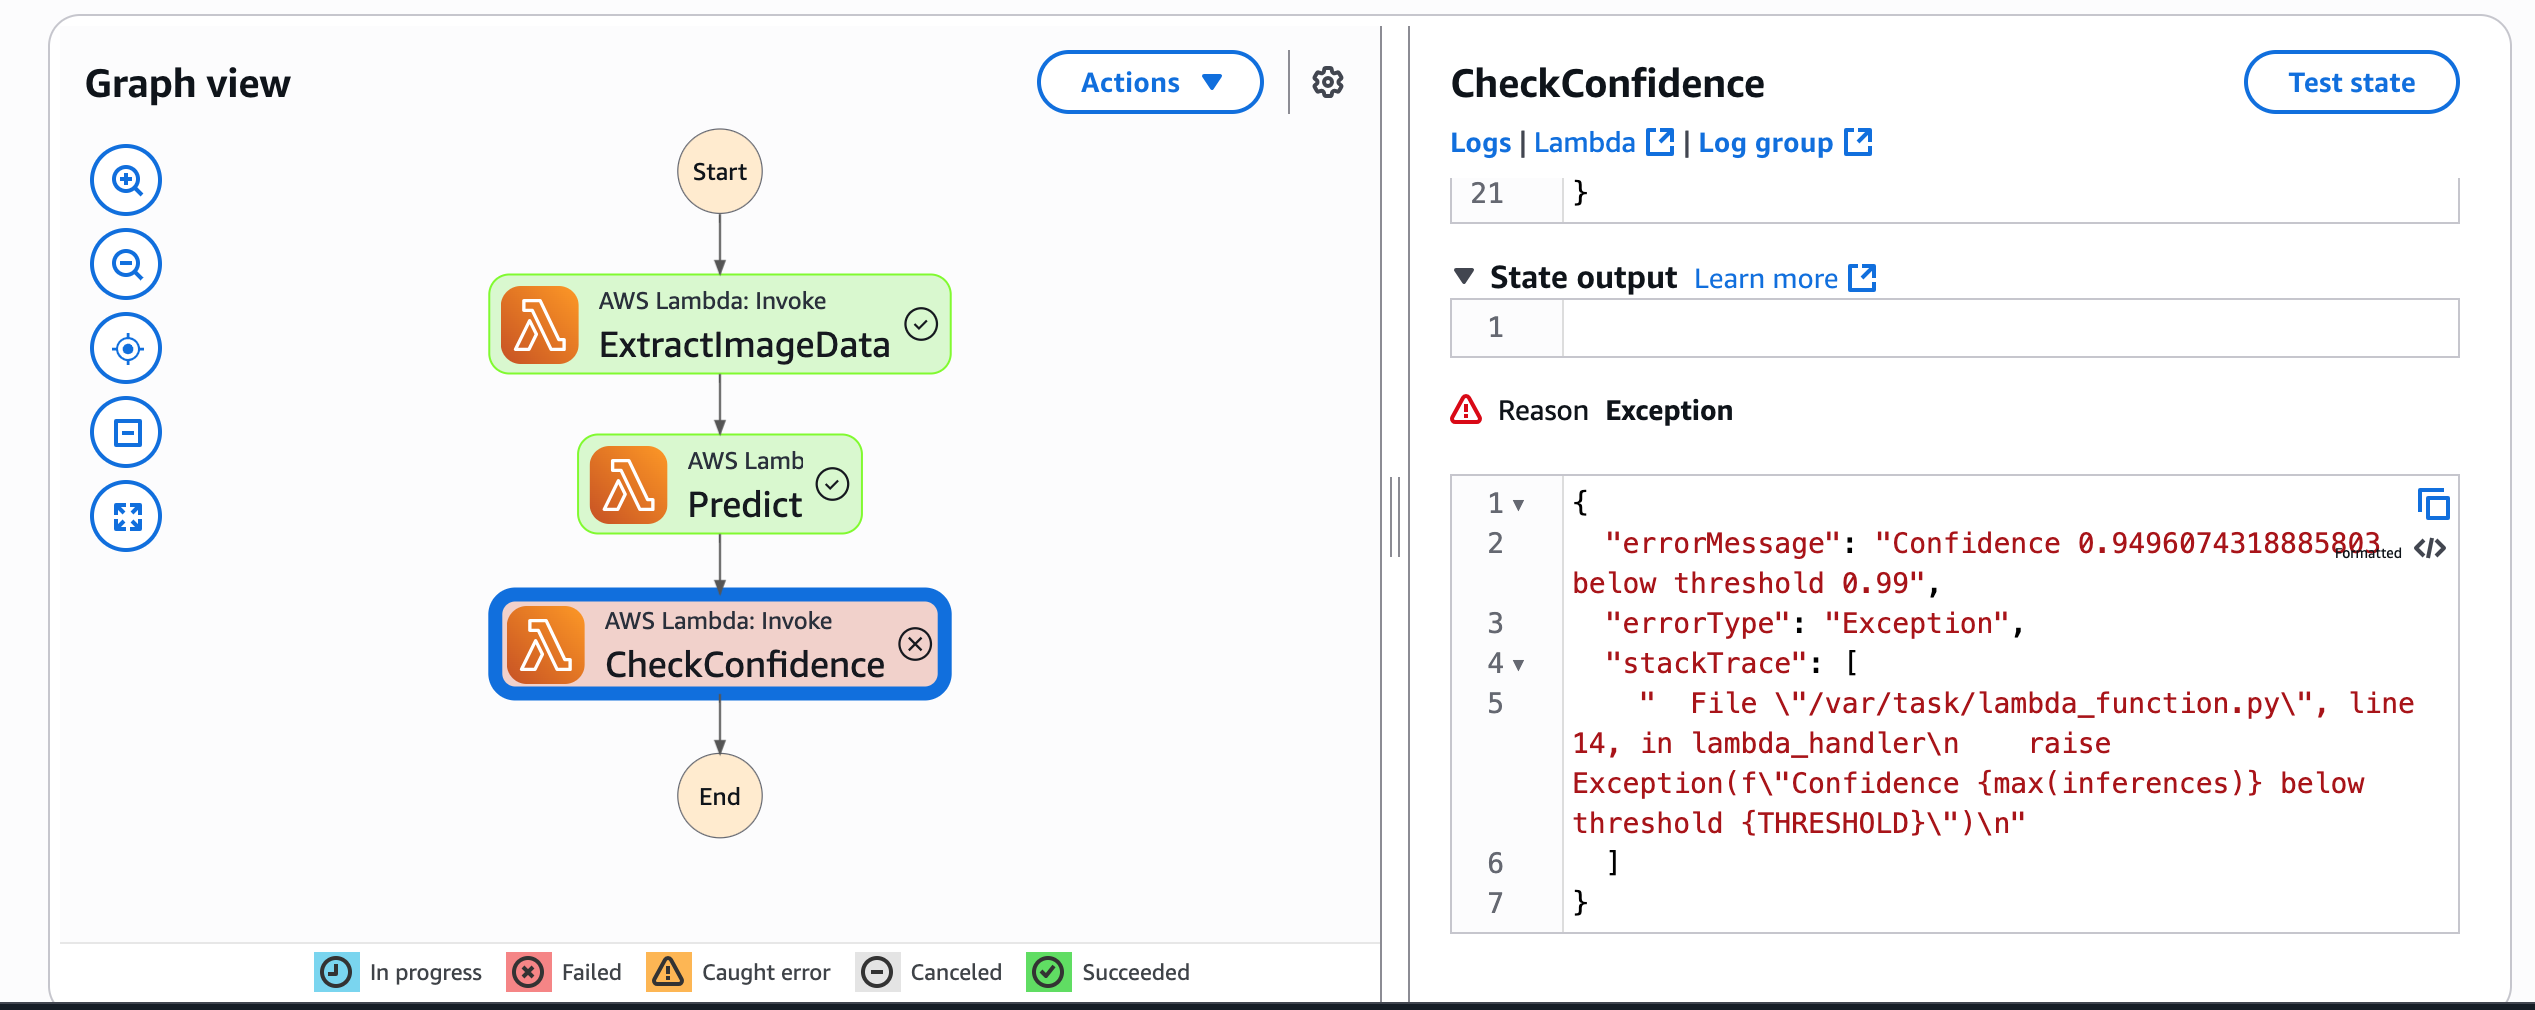 Graph view
Actions
Start
AWS Lambda: Invoke
ExtractImageData
AWS Lamb
Predict
AWS Lambda: Invoke
CheckConfidence
End
In progress
Failed
Caught error
Canceled
Succeeded
CheckConfidence
Test state
Logs | Lambda | Log group
21 }
State output Learn more
1
Reason Exception
1 {
2 "errorMessage": "Confidence 0.9496074318885803
Formatted
below threshold 0.99",
3 "errorType": "Exception",
4 "stackTrace": [
5 "  File \"/var/task/lambda_function.py\", line
14, in lambda_handler\n    raise
Exception(f\"Confidence {max(inferences)} below
threshold {THRESHOLD}\")\n"
6 ]
7 }